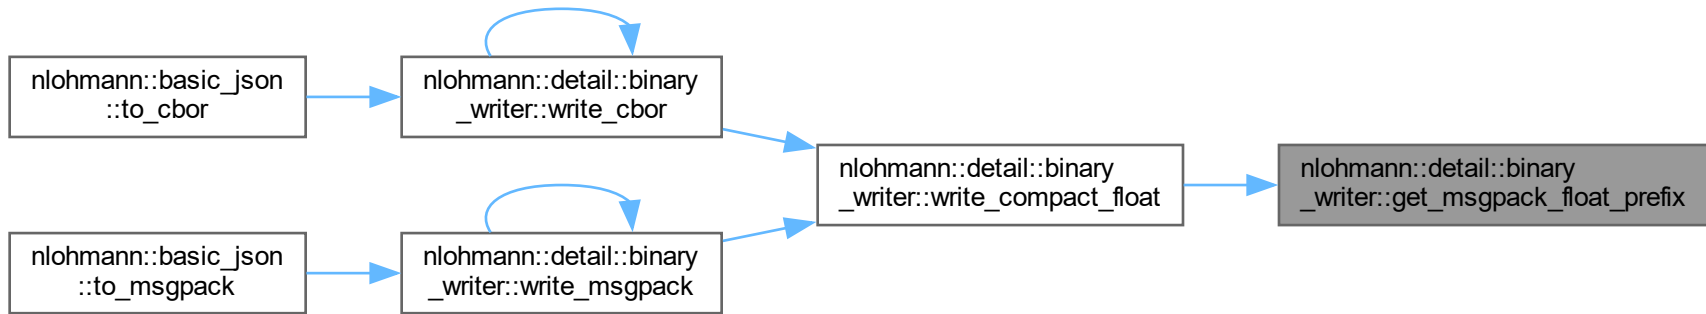 nlohmann::basic_json
::to_cbor
nlohmann::detail::binary
_writer::write_cbor
nlohmann::detail::binary
_writer::write_compact_float
nlohmann::detail::binary
_writer::get_msgpack_float_prefix
nlohmann::basic_json
::to_msgpack
nlohmann::detail::binary
_writer::write_msgpack